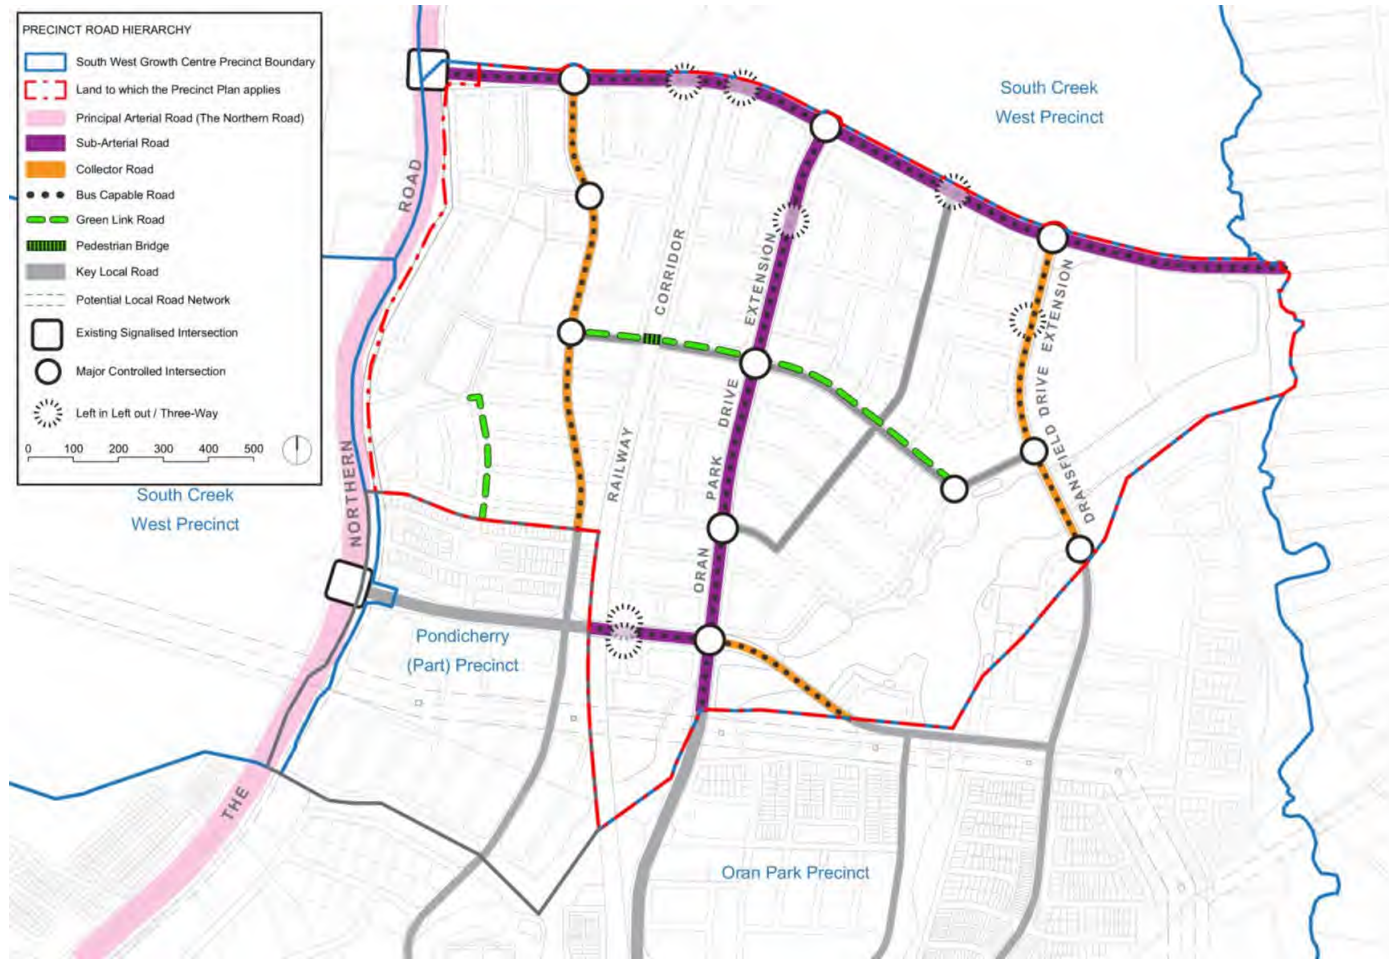 PRECINCT ROAD HIERARCHY
South West Growth Centre Precinct Boundary
Land to which the Precinct Plan applies
Principal Arterial Road (The Northern Road)
Sub-Arterial Road
Collector Road
Bus Capable Road
Green Link Road
Pedestrian Bridge
Key Local Road
Potential Local Road Network
Existing Signalised Intersection
Major Controlled Intersection
Left in Left out / Three-Way
0 100 200 300 400 500
South Creek
West Precinct
South Creek
West Precinct
THE NORTHERN ROAD
RAILWAY CORRIDOR
ORAN PARK DRIVE EXTENSION
DRANSFIELD DRIVE EXTENSION
Pondicherry
(Part) Precinct
Oran Park Precinct